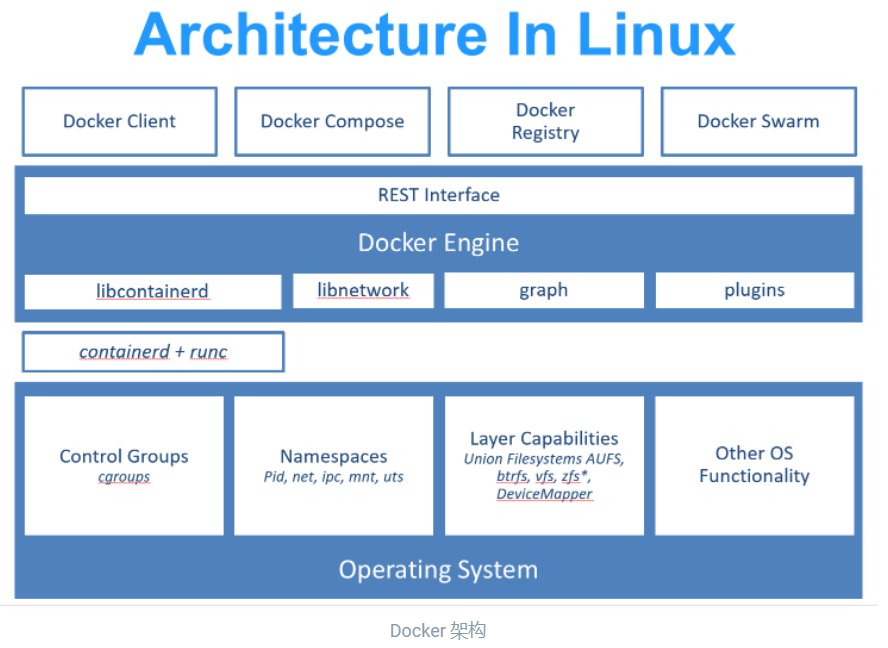 Architecture In Linux
Docker Client
Docker Compose
Docker
Registry
Docker Swarm
REST Interface
Docker Engine
libcontainerd
libnetwork
graph
plugins
containerd + runc
Control Groups
cgroups
Namespaces
Pid, net, ipc, mnt, uts
Layer Capabilities
Union Filesystems AUFS,
btrfs, vfs, zfs*,
DeviceMapper
Other OS
Functionality
Operating System
Docker 架构